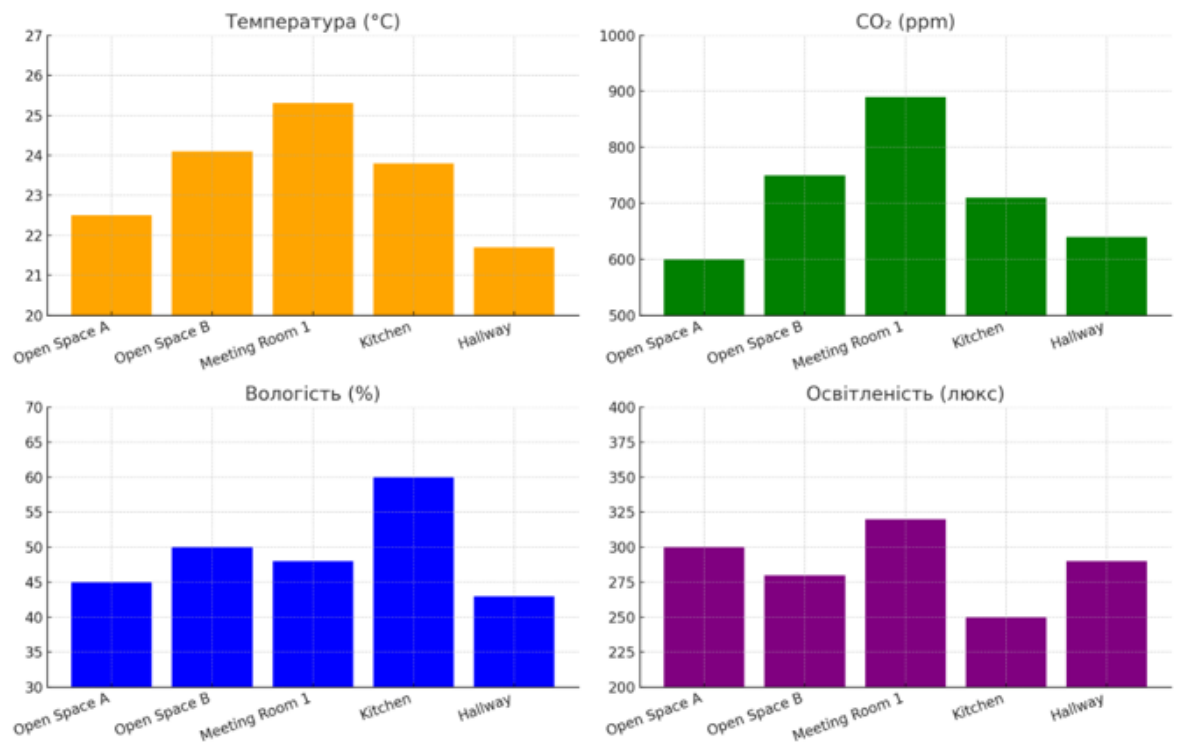 Температура (°C)
27
26
25
24
23
22
21
20
Open Space A
Open Space B
Meeting Room 1
Kitchen
Hallway
CO₂ (ppm)
1000
900
800
700
600
500
Open Space A
Open Space B
Meeting Room 1
Kitchen
Hallway
Вологість (%)
70
65
60
55
50
45
40
35
30
Open Space A
Open Space B
Meeting Room 1
Kitchen
Hallway
Освітленість (люкс)
400
375
350
325
300
275
250
225
200
Open Space A
Open Space B
Meeting Room 1
Kitchen
Hallway